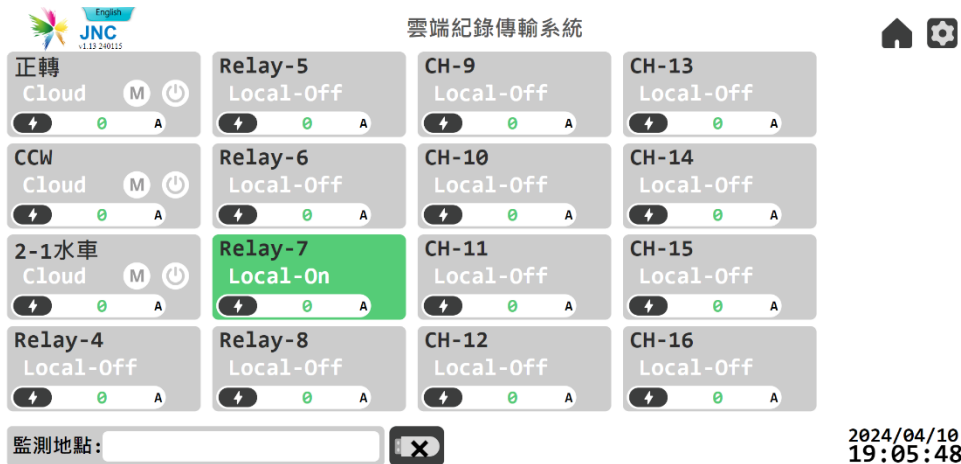 English
JNC
v1.13 240115
雲端紀錄傳輸系統
正轉
Cloud M
0 A
Relay-5
Local-Off
0 A
CH-9
Local-Off
0 A
CH-13
Local-Off
0 A
CCW
Cloud M
0 A
Relay-6
Local-Off
0 A
CH-10
Local-Off
0 A
CH-14
Local-Off
0 A
2-1水車
Cloud M
0 A
Relay-7
Local-On
0 A
CH-11
Local-Off
0 A
CH-15
Local-Off
0 A
Relay-4
Local-Off
0 A
Relay-8
Local-Off
0 A
CH-12
Local-Off
0 A
CH-16
Local-Off
0 A
監測地點:
2024/04/10
19:05:48